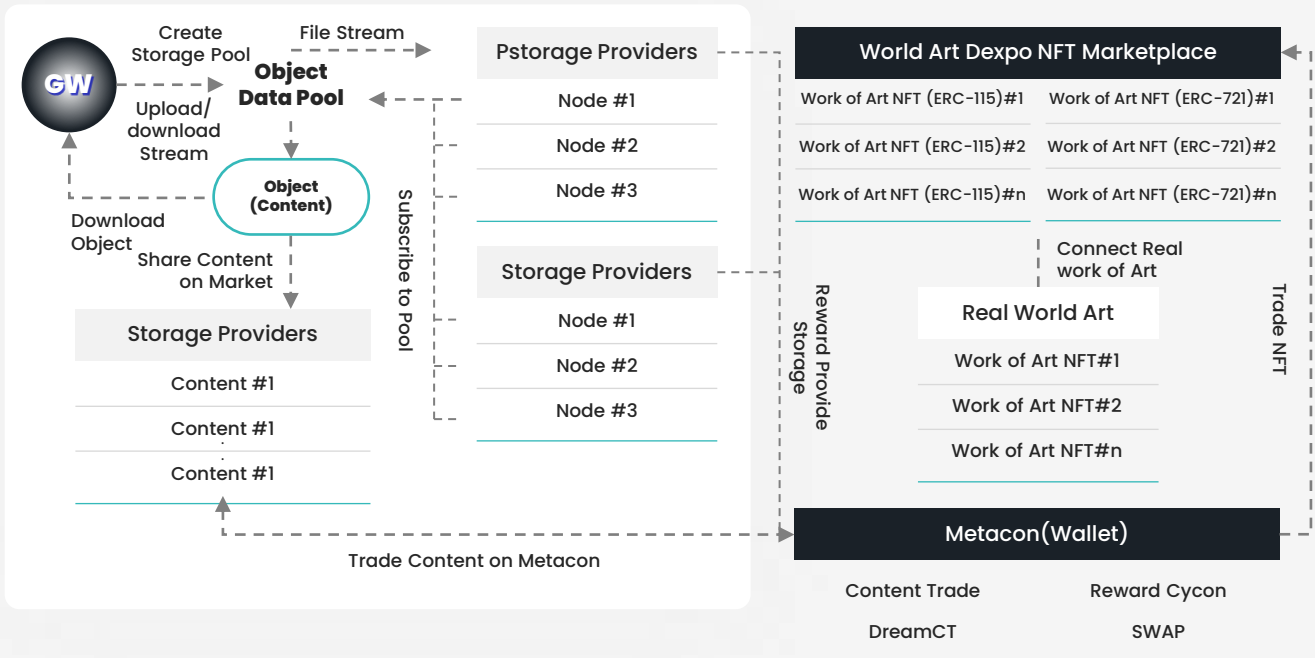 GW
Create
Storage Pool
Upload/
download
Stream
File Stream
Object
Data Pool
Object
(Content)
Download
Object
Share Content
on Market
Storage Providers
Content #1
Content #1
Content #1
Subscribe to Pool
Pstorage Providers
Node #1
Node #2
Node #3
Storage Providers
Node #1
Node #2
Node #3
Trade Content on Metacon
Reward Provide
Storage
World Art Dexpo NFT Marketplace
Work of Art NFT (ERC-115)#1
Work of Art NFT (ERC-721)#1
Work of Art NFT (ERC-115)#2
Work of Art NFT (ERC-721)#2
Work of Art NFT (ERC-115)#n
Work of Art NFT (ERC-721)#n
Connect Real
work of Art
Real World Art
Work of Art NFT#1
Work of Art NFT#2
Work of Art NFT#n
Trade NFT
Metacon(Wallet)
Content Trade
Reward Cycon
DreamCT
SWAP